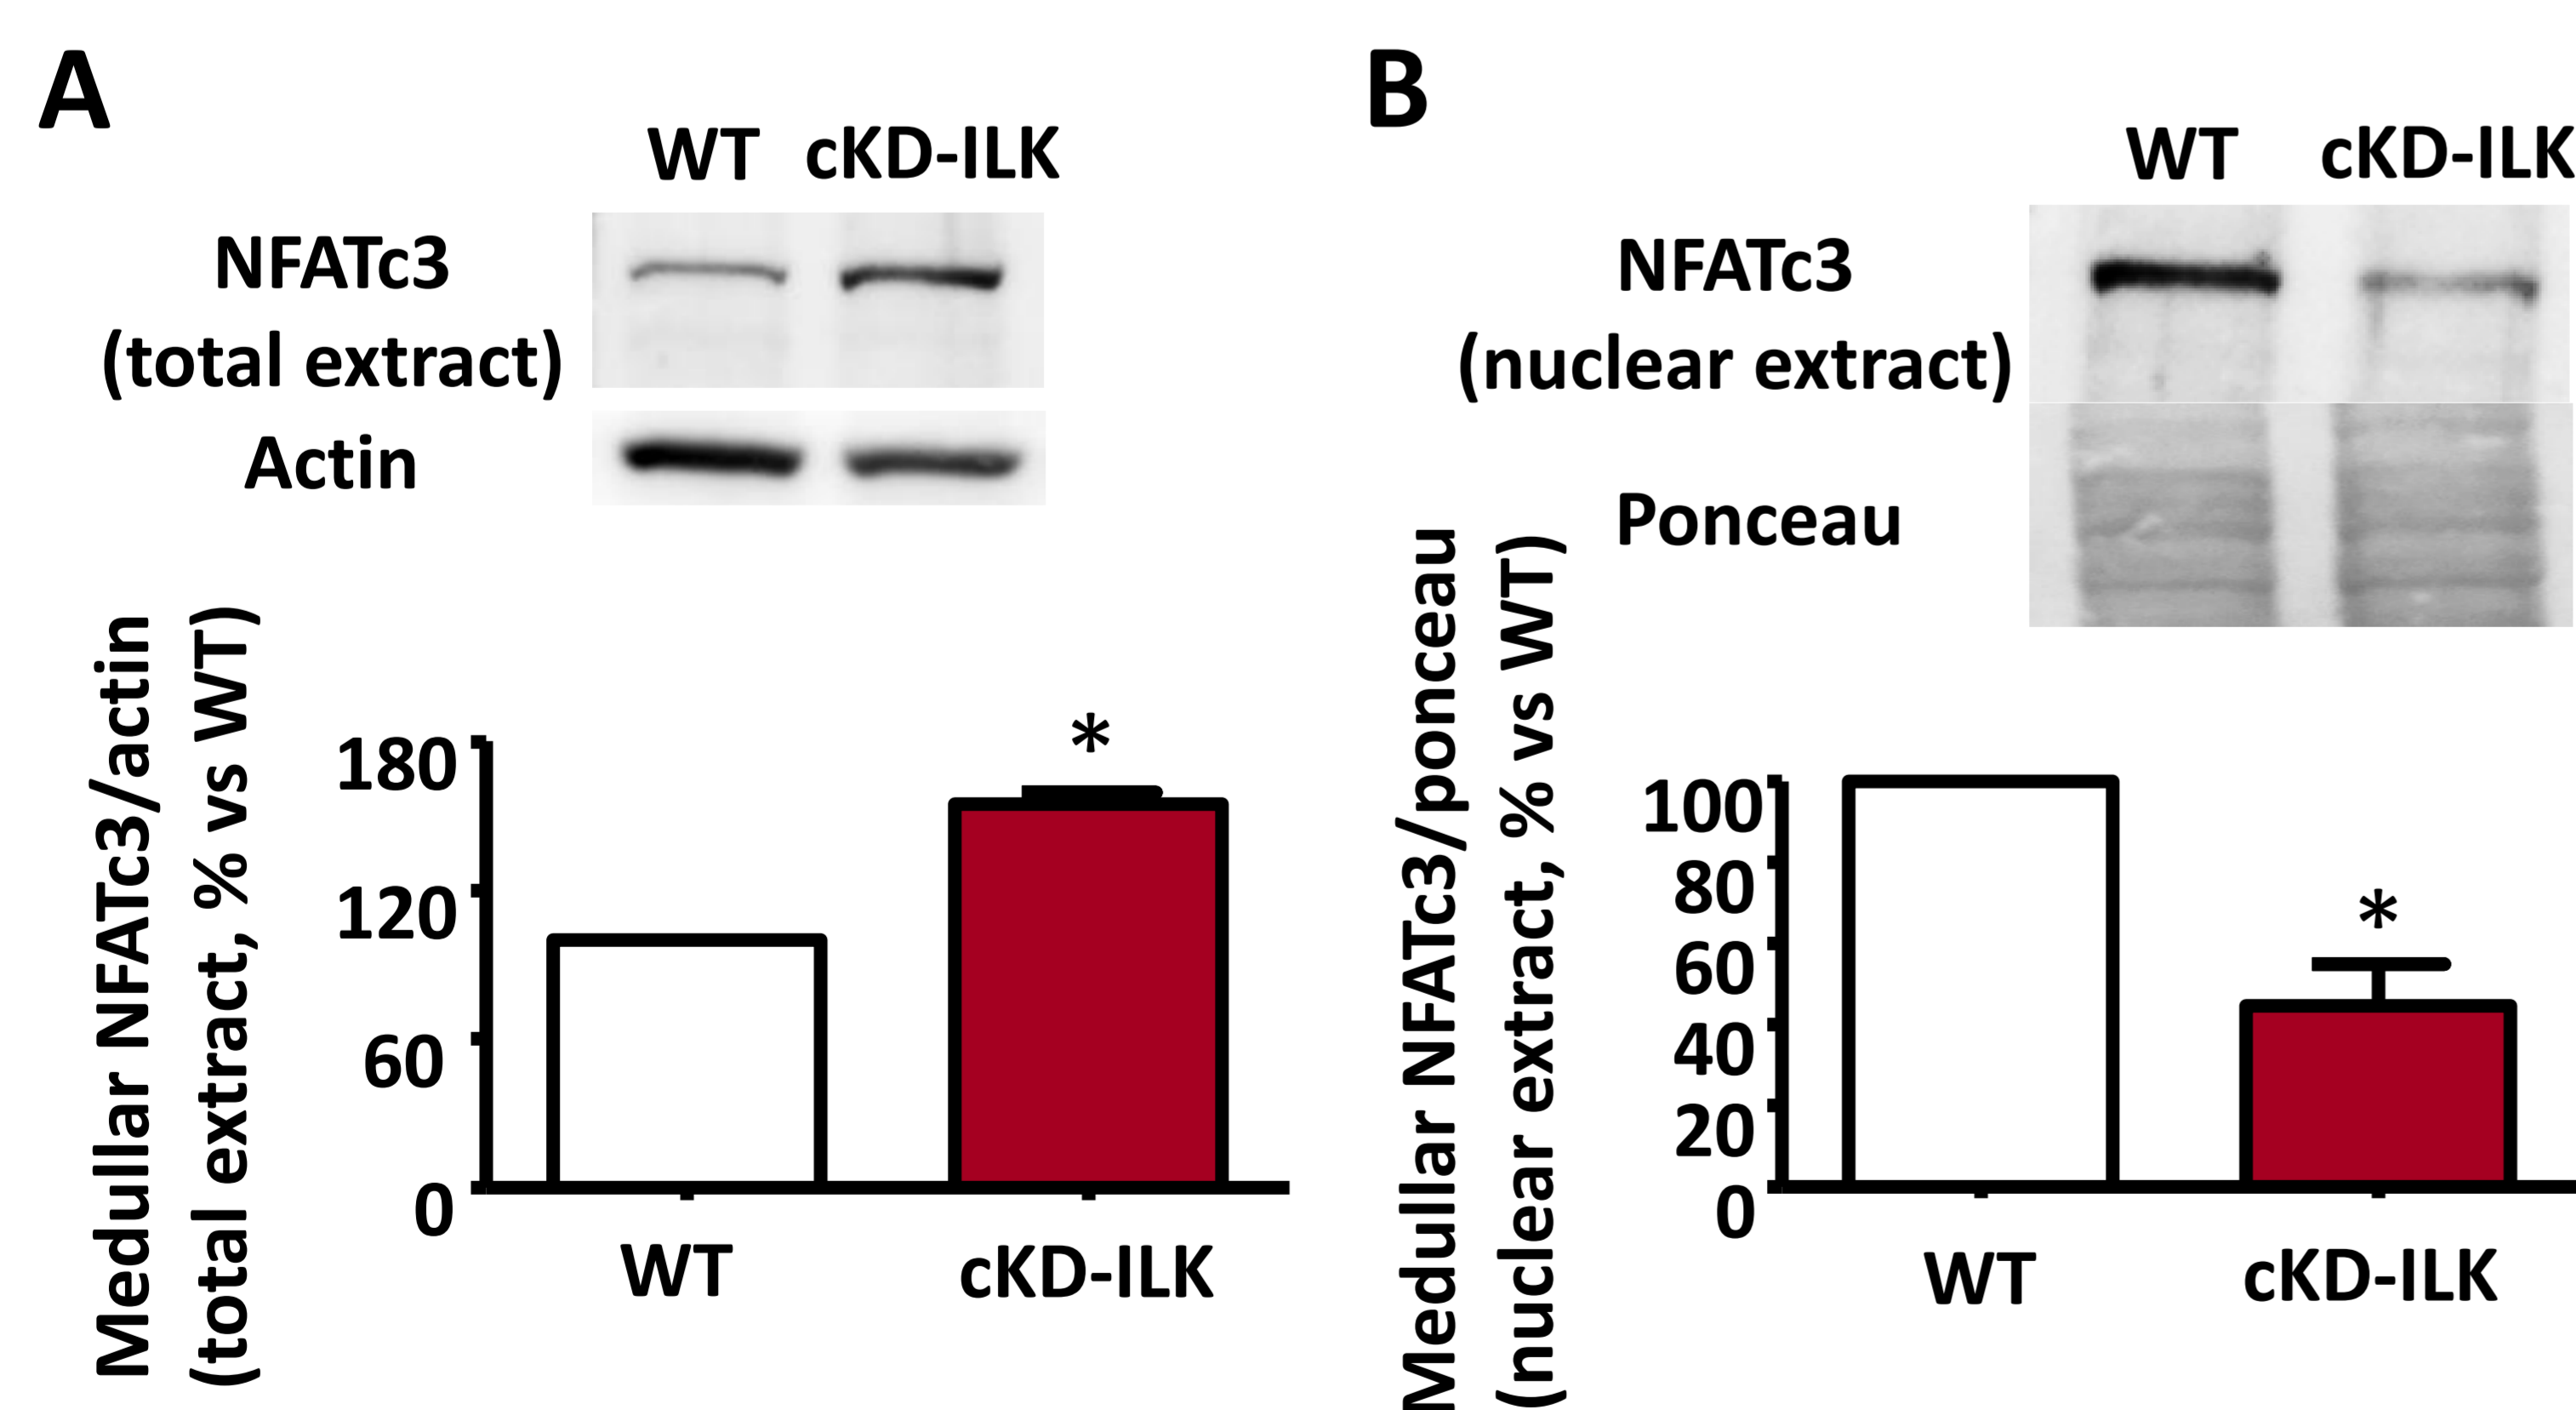 A
WT cKD-ILK
NFATc3
(total extract)
Actin
Medullar NFATc3/actin
(total extract, % vs WT)
180
120
60
0
*
WT cKD-ILK
B
WT cKD-ILK
NFATc3
(nuclear extract)
Ponceau
Medullar NFATc3/ponceau
(nuclear extract, % vs WT)
100
80
60
40
20
0
*
WT cKD-ILK